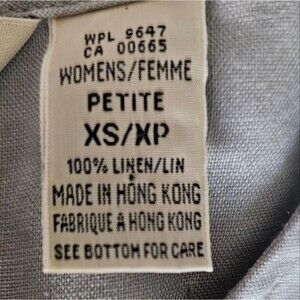 WPL 9647
CA 00665
WOMENS/FEMME
PETITE
XS/XP
100% LINEN/LIN
MADE IN HONG KONG
FABRIQUE A HONG KONG
SEE BOTTOM FOR CARE